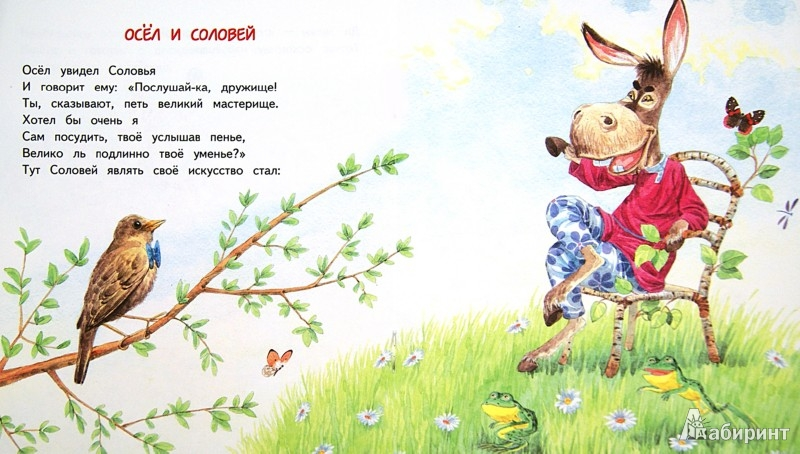 ОСЁЛ И СОЛОВЕЙ
Осёл увидел Соловья
И говорит ему: «Послушай-ка, дружище!
Ты, сказывают, петь великий мастерище.
Хотел бы очень я
Сам посудить, твоё услышав пенье,
Велико ль подлинно твоё уменье?»
Тут Соловей являть своё искусство стал:
Лабиринт